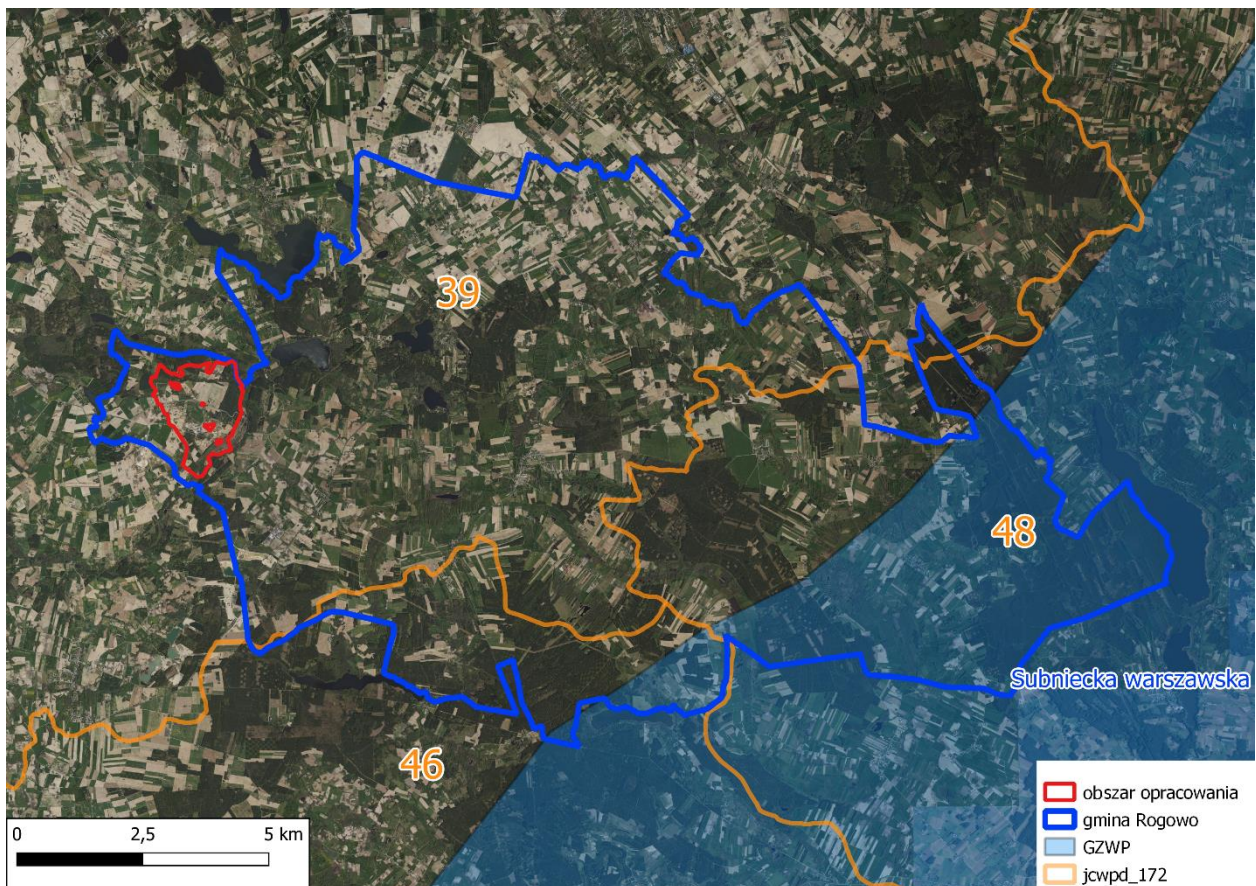 39
48
Subniecka warszawska
46
obszar opracowania
gmina Rogowo
GZWP
jcwpd_172
0 2,5 5 km